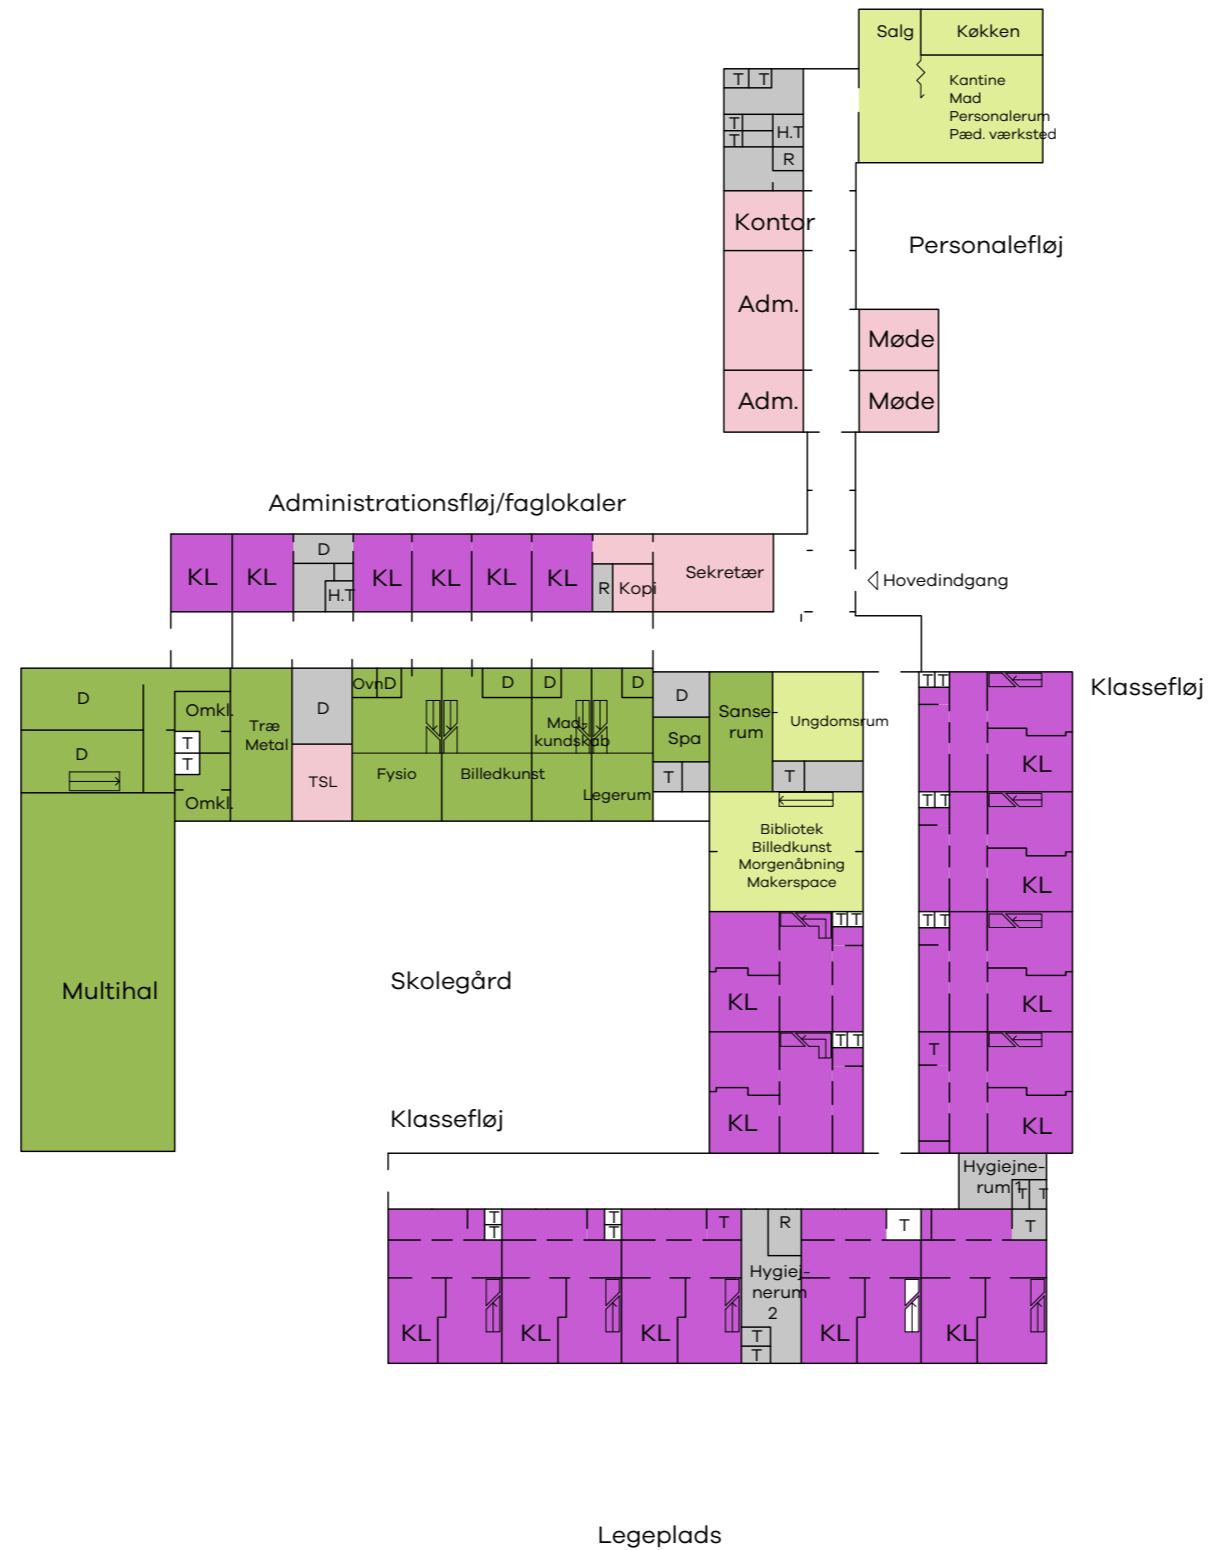 Salg
Køkken
Kantine
Mad
Personalerum
Pæd. værksted
T T
T
T
H.T
R
Kontor
Personalefløj
Adm.
Møde
Adm.
Møde
Administrationsfløj/faglokaler
KL
KL
D
H.T
KL
KL
KL
KL
R
Kopi
Sekretær
Hovedindgang
Klassefløj
D
D
Omkl.
T
T
Omkl.
Træ
Metal
D
TSL
Ovn
D
Fysio
D
Billedkunst
D
Mad-
kundskab
D
Legerum
D
Spa
T
Sanse-
rum
Ungdomsrum
T
Bibliotek
Billedkunst
Morgenåbning
Makerspace
T T
KL
T T
KL
T T
KL
T
KL
T T
KL
T T
KL
Multihal
Skolegård
Klassefløj
Hygiejne-
rum 1
T T
T
T
T
T
T
T
R
T
Hygiej-
nerum
2
T
T
KL
KL
KL
KL
KL
Legeplads